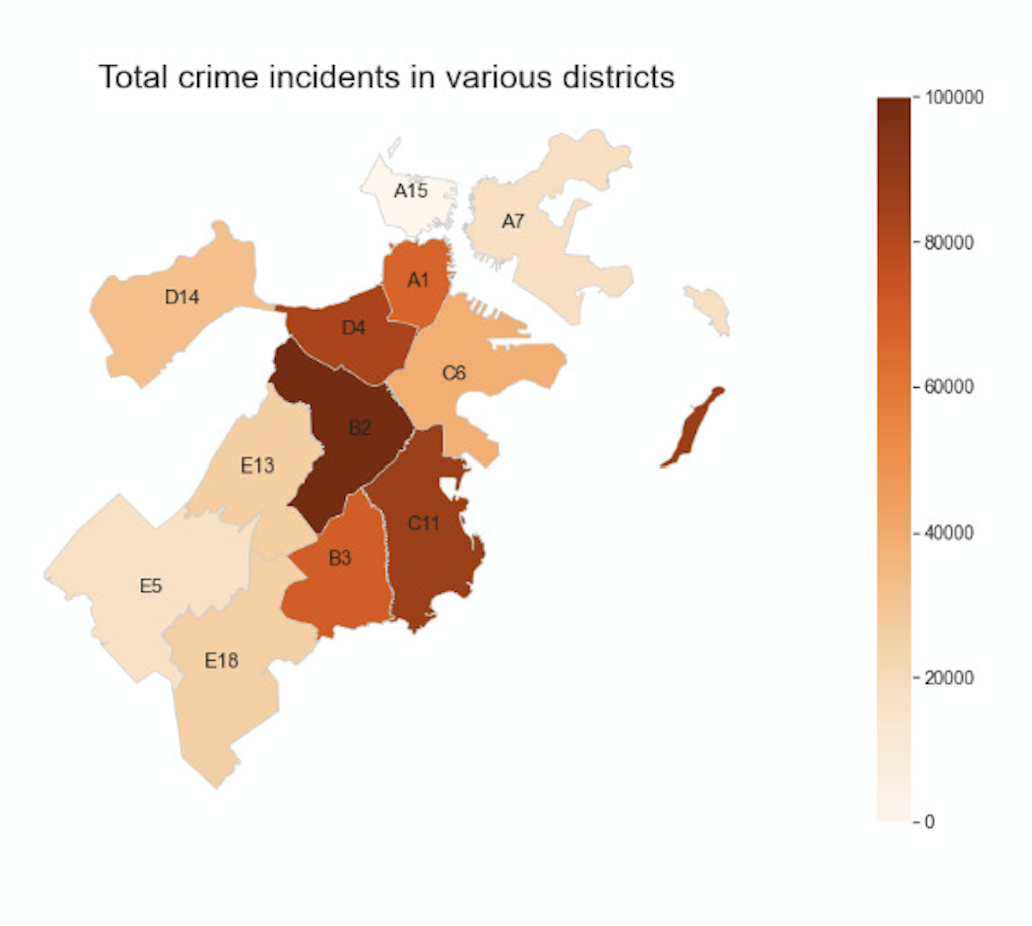 Total crime incidents in various districts
100000
A15
A7
80000
A1
D14
D4
60000
C6
B2
E13
40000
C11
B3
E5
20000
E18
0